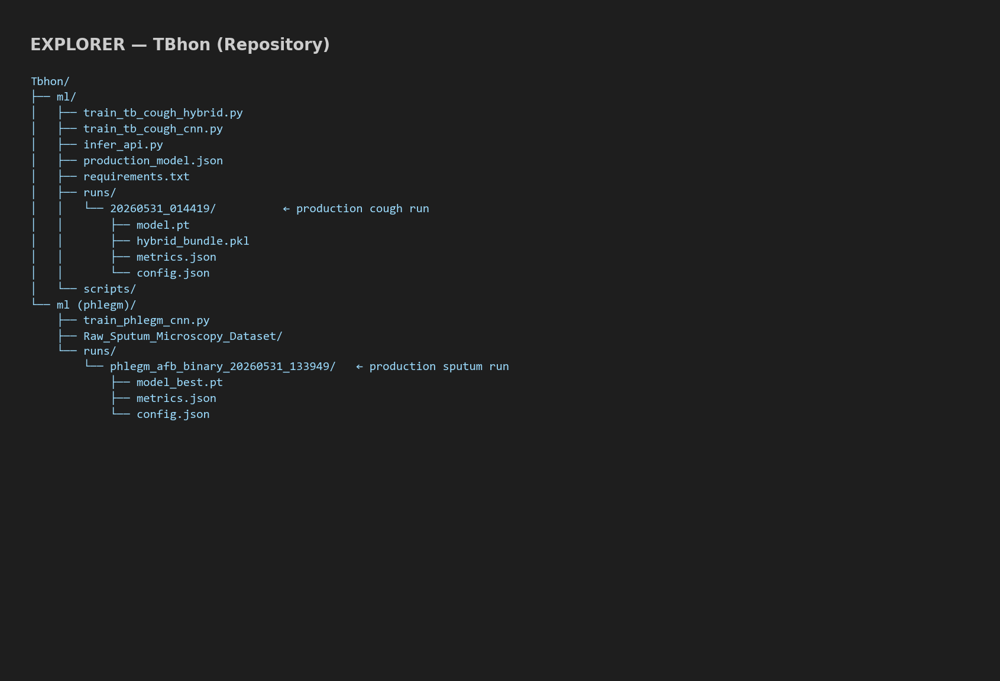 EXPLORER — TBhon (Repository)
Tbhon/
├── ml/
│   ├── train_tb_cough_hybrid.py
│   ├── train_tb_cough_cnn.py
│   ├── infer_api.py
│   ├── production_model.json
│   ├── requirements.txt
│   ├── runs/
│   │   └── 20260531_014419/          ← production cough run
│   │       ├── model.pt
│   │       ├── hybrid_bundle.pkl
│   │       ├── metrics.json
│   │       └── config.json
│   └── scripts/
└── ml (phlegm)/
    ├── train_phlegm_cnn.py
    ├── Raw_Sputum_Microscopy_Dataset/
    └── runs/
        └── phlegm_afb_binary_20260531_133949/   ← production sputum run
            ├── model_best.pt
            ├── metrics.json
            └── config.json